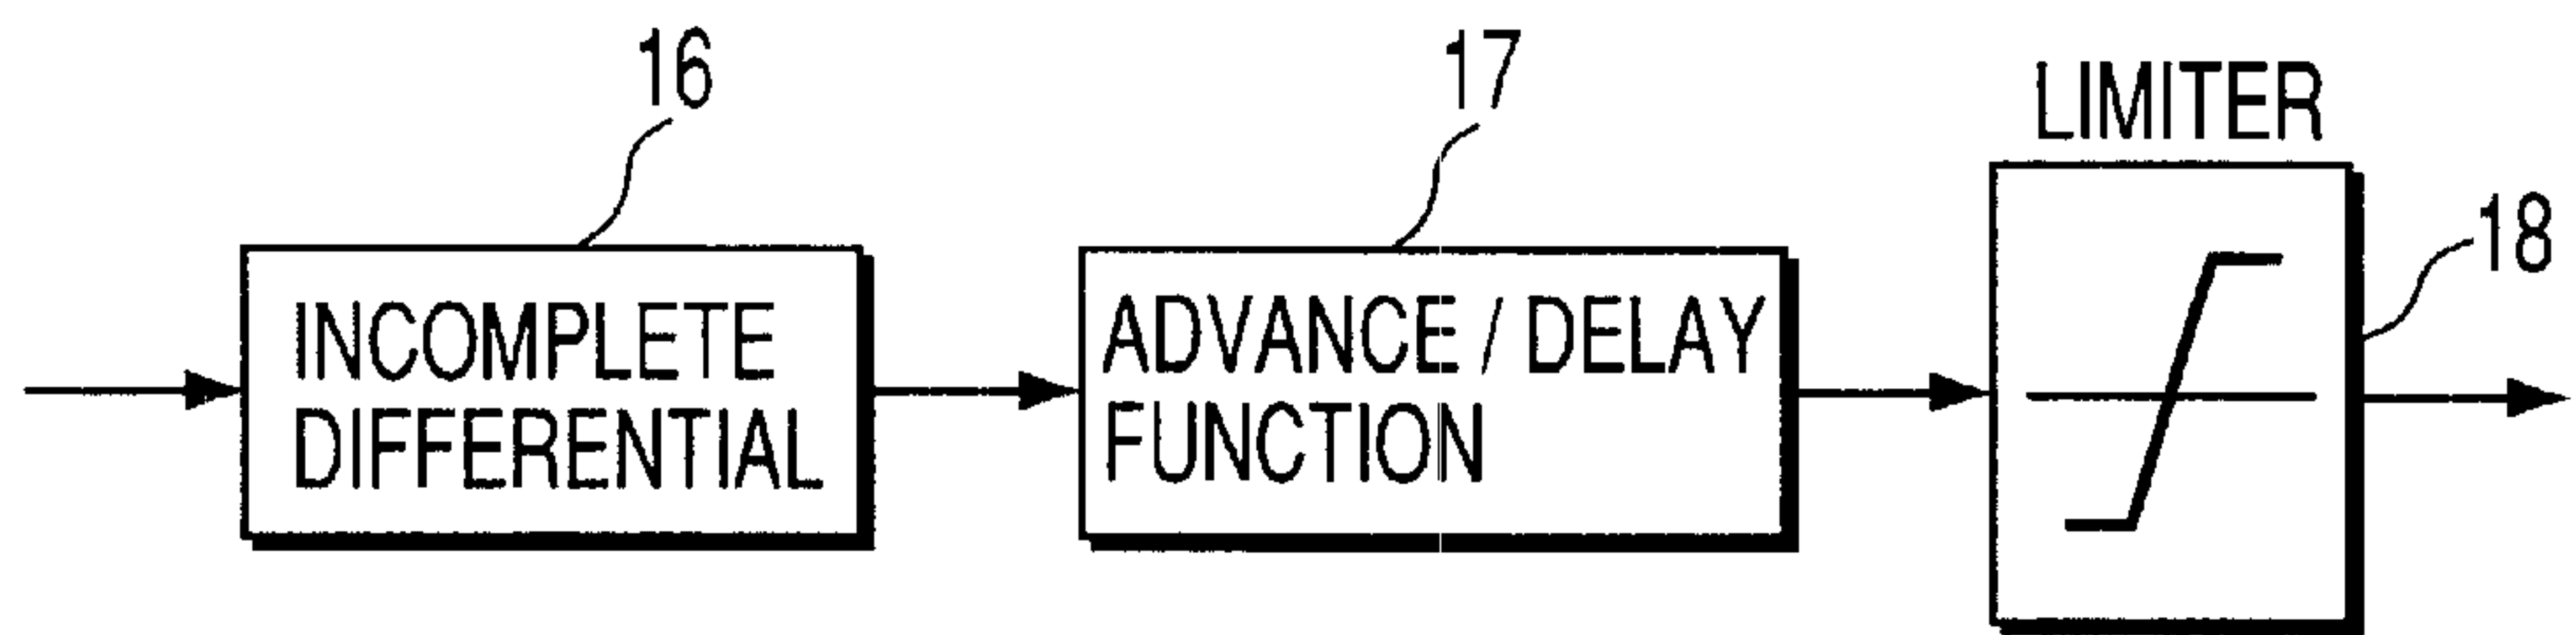 16
17
LIMITER
18
INCOMPLETE
DIFFERENTIAL
ADVANCE / DELAY
FUNCTION